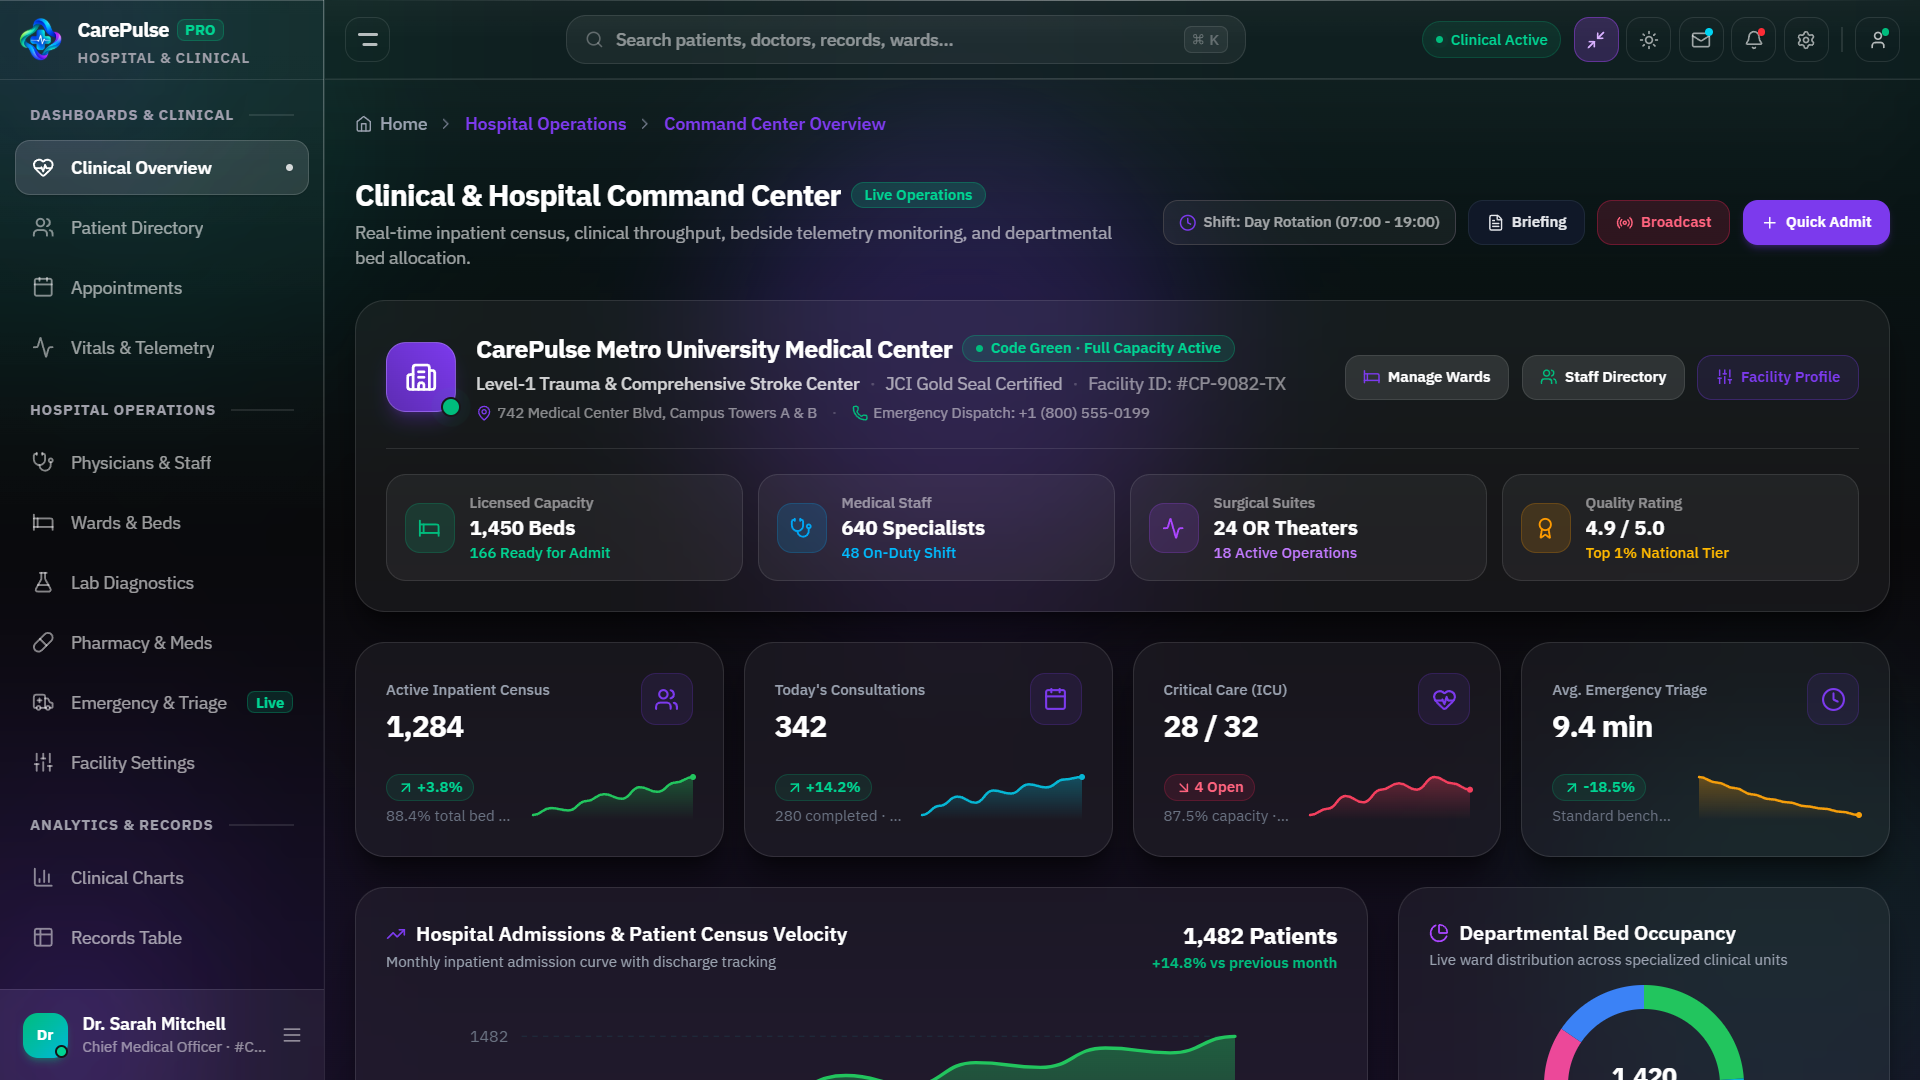 CarePulse PRO
HOSPITAL & CLINICAL
Search patients, doctors, records, wards...
⌘ K
Clinical Active
DASHBOARDS & CLINICAL
Clinical Overview
Patient Directory
Appointments
Vitals & Telemetry
HOSPITAL OPERATIONS
Physicians & Staff
Wards & Beds
Lab Diagnostics
Pharmacy & Meds
Emergency & Triage Live
Facility Settings
ANALYTICS & RECORDS
Clinical Charts
Records Table
Dr
Dr. Sarah Mitchell
Chief Medical Officer · #C...
Home > Hospital Operations > Command Center Overview
Clinical & Hospital Command Center Live Operations
Real-time inpatient census, clinical throughput, bedside telemetry monitoring, and departmental
bed allocation.
Shift: Day Rotation (07:00 - 19:00)
Briefing
Broadcast
Quick Admit
CarePulse Metro University Medical Center Code Green · Full Capacity Active
Level-1 Trauma & Comprehensive Stroke Center · JCI Gold Seal Certified · Facility ID: #CP-9082-TX
742 Medical Center Blvd, Campus Towers A & B · Emergency Dispatch: +1 (800) 555-0199
Manage Wards
Staff Directory
Facility Profile
Licensed Capacity
1,450 Beds
166 Ready for Admit
Medical Staff
640 Specialists
48 On-Duty Shift
Surgical Suites
24 OR Theaters
18 Active Operations
Quality Rating
4.9 / 5.0
Top 1% National Tier
Active Inpatient Census
1,284
+3.8%
88.4% total bed ...
Today's Consultations
342
+14.2%
280 completed · ...
Critical Care (ICU)
28 / 32
4 Open
87.5% capacity ·...
Avg. Emergency Triage
9.4 min
-18.5%
Standard bench...
Hospital Admissions & Patient Census Velocity
Monthly inpatient admission curve with discharge tracking
1,482 Patients
+14.8% vs previous month
1482
Departmental Bed Occupancy
Live ward distribution across specialized clinical units
1,420